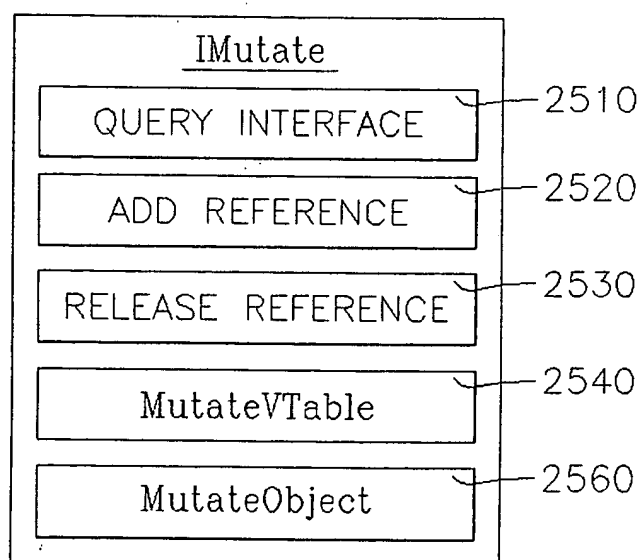 IMutate
QUERY INTERFACE 2510
ADD REFERENCE 2520
RELEASE REFERENCE 2530
MutateVTable 2540
MutateObject 2560